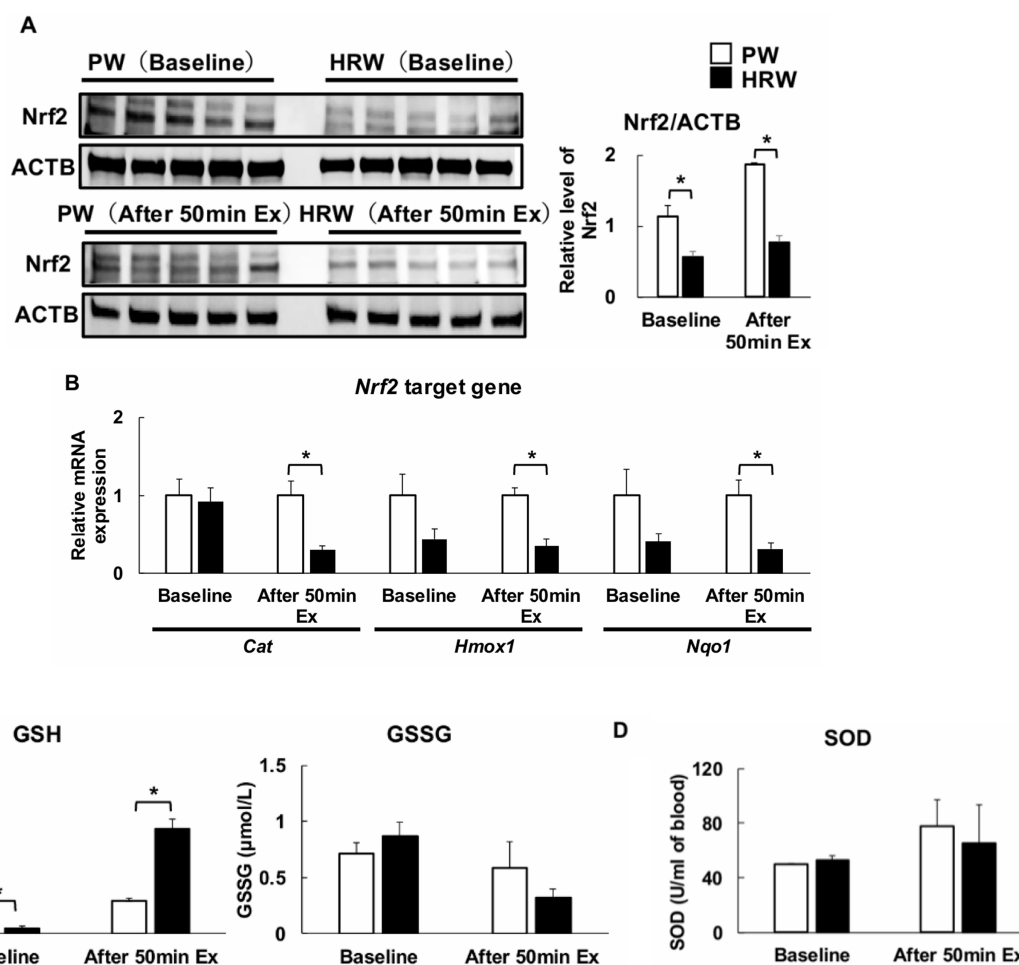 A
PW（Baseline）
HRW（Baseline）
PW
HRW
Nrf2
ACTB
PW（After 50min Ex）
HRW（After 50min Ex）
Nrf2
ACTB
Nrf2/ACTB
Relative level of
Nrf2
2
1
0
*
*
Baseline
After
50min Ex
B
Nrf2 target gene
Relative mRNA
expression
2
1
0
*
*
*
Baseline
After 50min
Ex
Baseline
After 50min
Ex
Baseline
After 50min
Ex
Cat
Hmox1
Nqo1
GSH
*
*
After 50min Ex
GSSG
GSSG (μmol/L)
1.5
1
0.5
0
Baseline
After 50min Ex
D
SOD
SOD (U/ml of blood)
120
80
40
0
Baseline
After 50min Ex